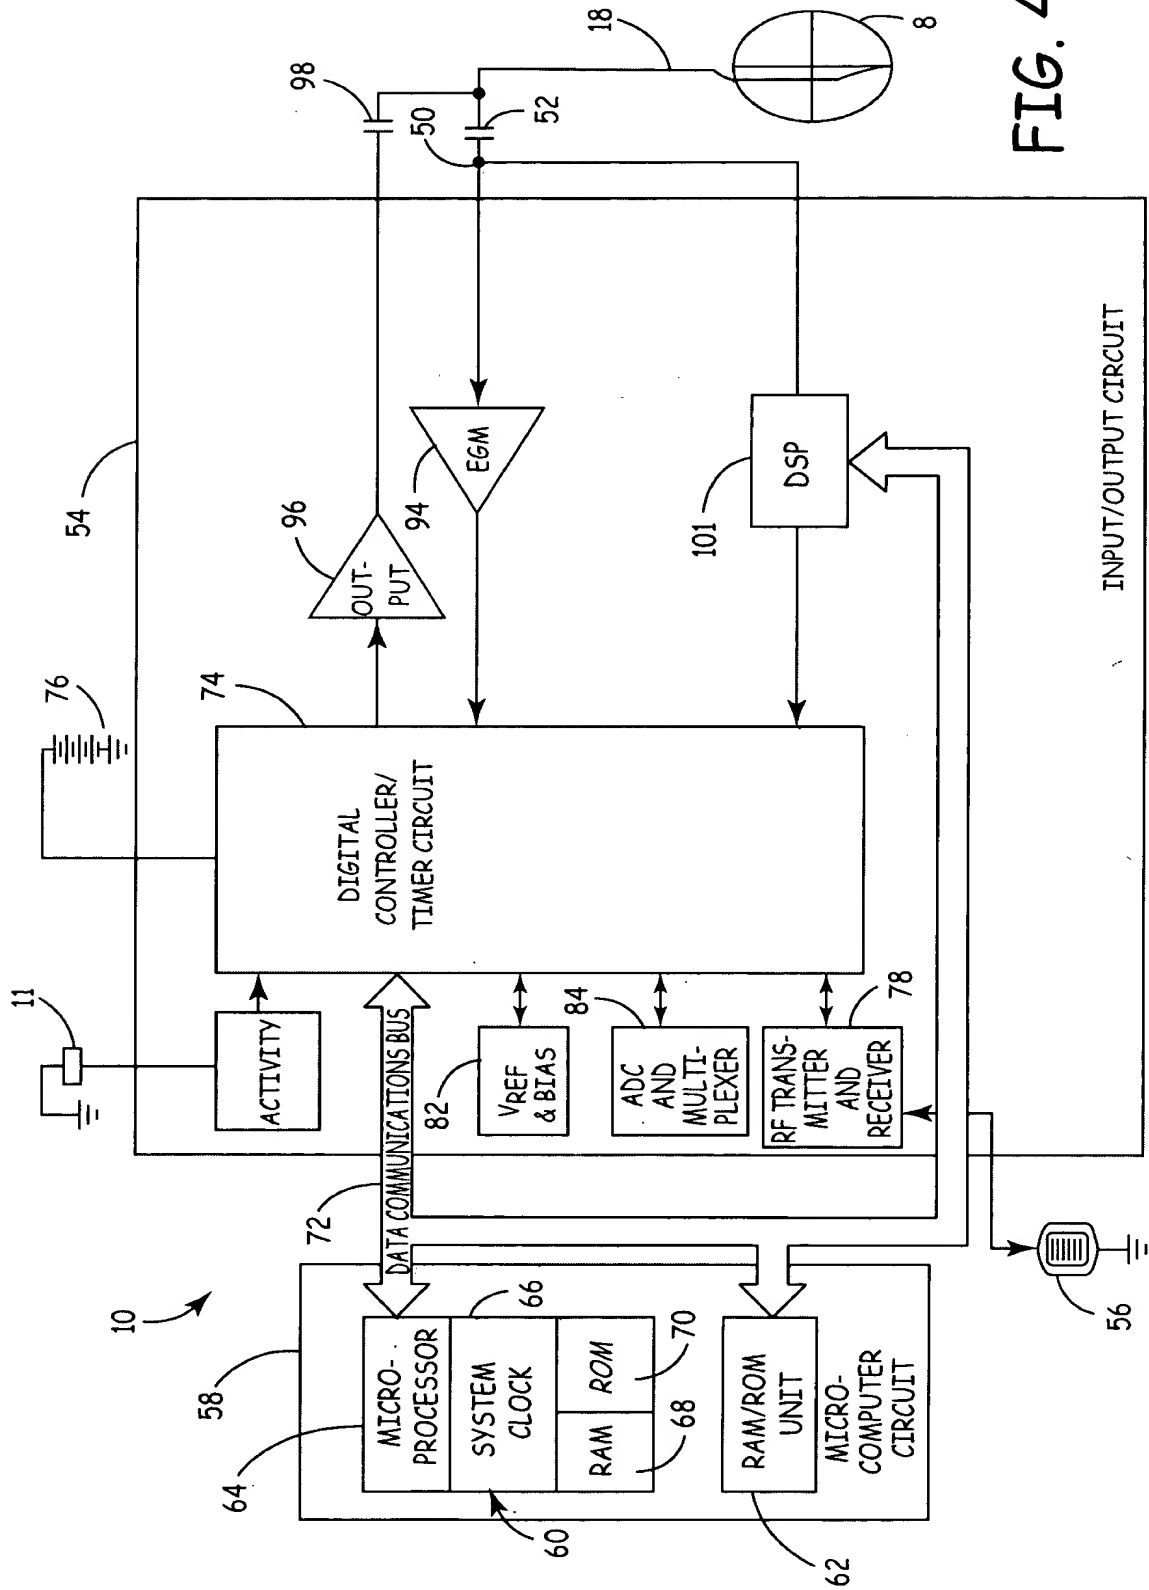 10
58
64
MICRO-
PROCESSOR
66
SYSTEM
CLOCK
RAM
ROM
68
70
60
RAM/ROM
UNIT
62
MICRO-
COMPUTER
CIRCUIT
72
DATA COMMUNICATIONS BUS
56
11
ACTIVITY
82
VREF
& BIAS
84
ADC
AND
MULTI-
PLEXER
RF TRANS-
MITTER
AND
RECEIVER
78
76
74
DIGITAL
CONTROLLER/
TIMER CIRCUIT
54
96
OUT-
PUT
94
EGM
101
DSP
INPUT/OUTPUT CIRCUIT
98
50
52
18
8
FIG. 4